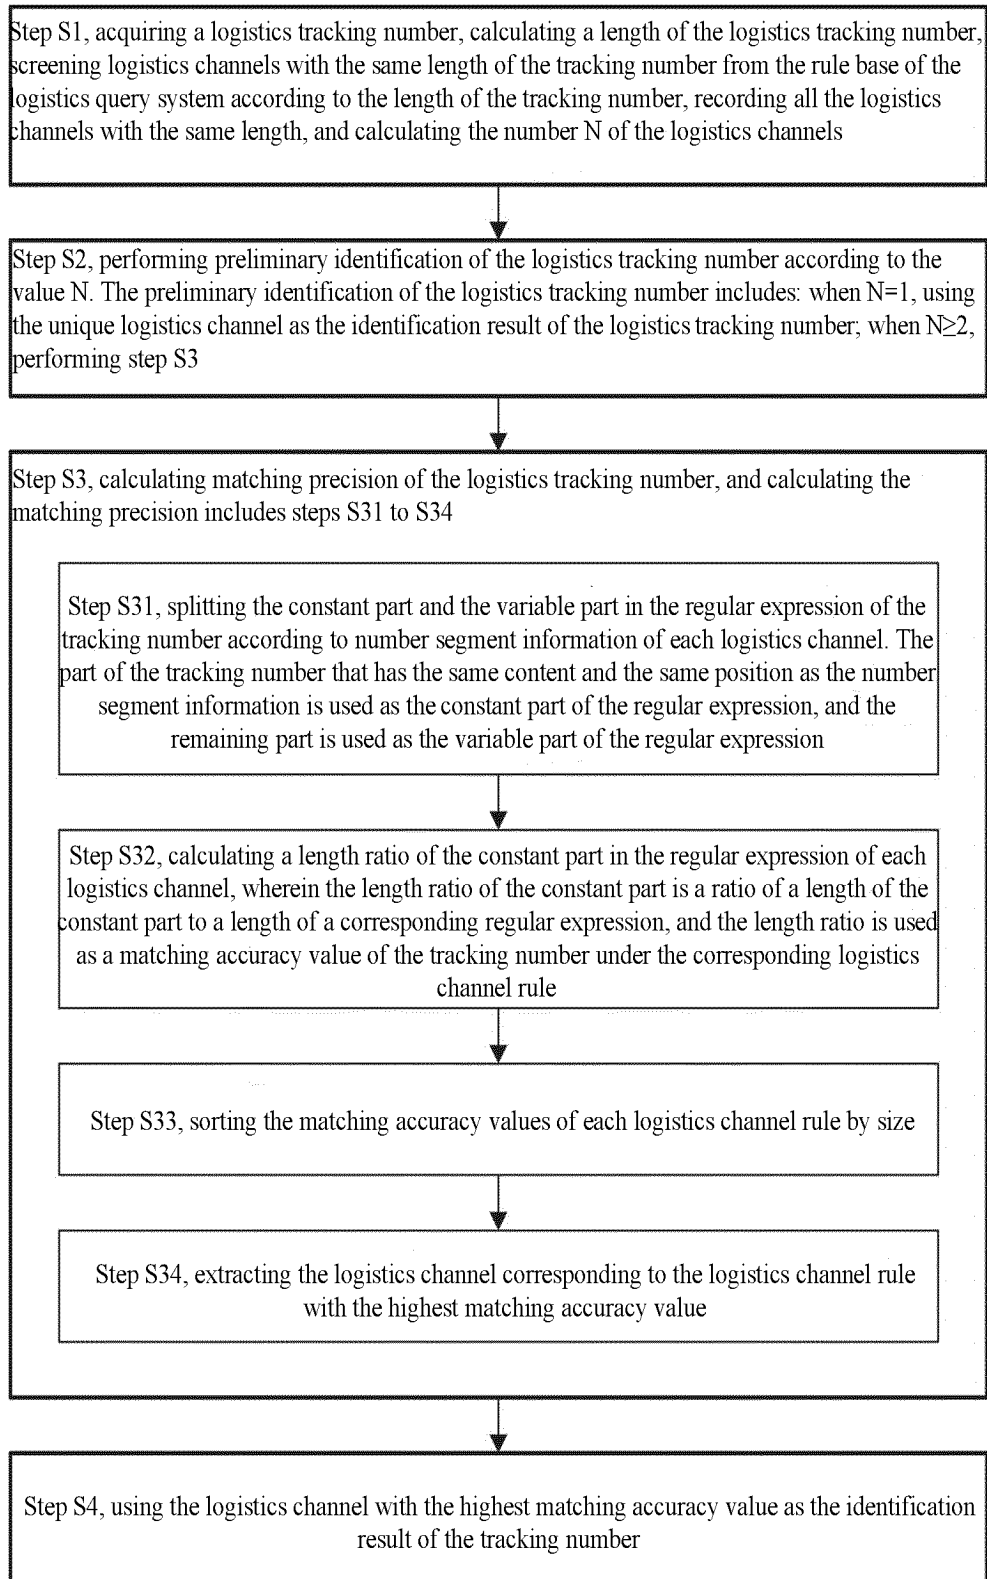 Step S1, acquiring a logistics tracking number, calculating a length of the logistics tracking number,
screening logistics channels with the same length of the tracking number from the rule base of the
logistics query system according to the length of the tracking number, recording all the logistics
channels with the same length, and calculating the number N of the logistics channels
Step S2, performing preliminary identification of the logistics tracking number according to the
value N. The preliminary identification of the logistics tracking number includes: when N=1, using
the unique logistics channel as the identification result of the logistics tracking number; when N≥2,
performing step S3
Step S3, calculating matching precision of the logistics tracking number, and calculating the
matching precision includes steps S31 to S34
Step S31, splitting the constant part and the variable part in the regular expression of the
tracking number according to number segment information of each logistics channel. The
part of the tracking number that has the same content and the same position as the number
segment information is used as the constant part of the regular expression, and the
remaining part is used as the variable part of the regular expression
Step S32, calculating a length ratio of the constant part in the regular expression of each
logistics channel, wherein the length ratio of the constant part is a ratio of a length of the
constant part to a length of a corresponding regular expression, and the length ratio is used
as a matching accuracy value of the tracking number under the corresponding logistics
channel rule
Step S33, sorting the matching accuracy values of each logistics channel rule by size
Step S34, extracting the logistics channel corresponding to the logistics channel rule
with the highest matching accuracy value
Step S4, using the logistics channel with the highest matching accuracy value as the identification
result of the tracking number